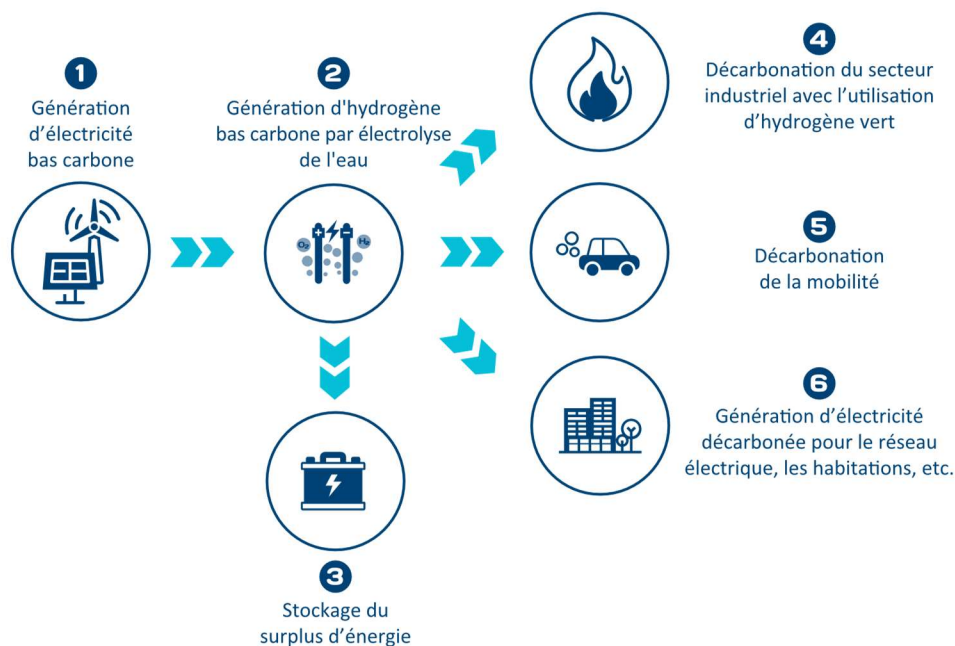 1
Génération
d’électricité
bas carbone
2
Génération d'hydrogène
bas carbone par électrolyse
de l'eau
O₂
H₂
3
Stockage du
surplus d’énergie
4
Décarbonation du secteur
industriel avec l’utilisation
d’hydrogène vert
5
Décarbonation
de la mobilité
6
Génération d’électricité
décarbonée pour le réseau
électrique, les habitations, etc.